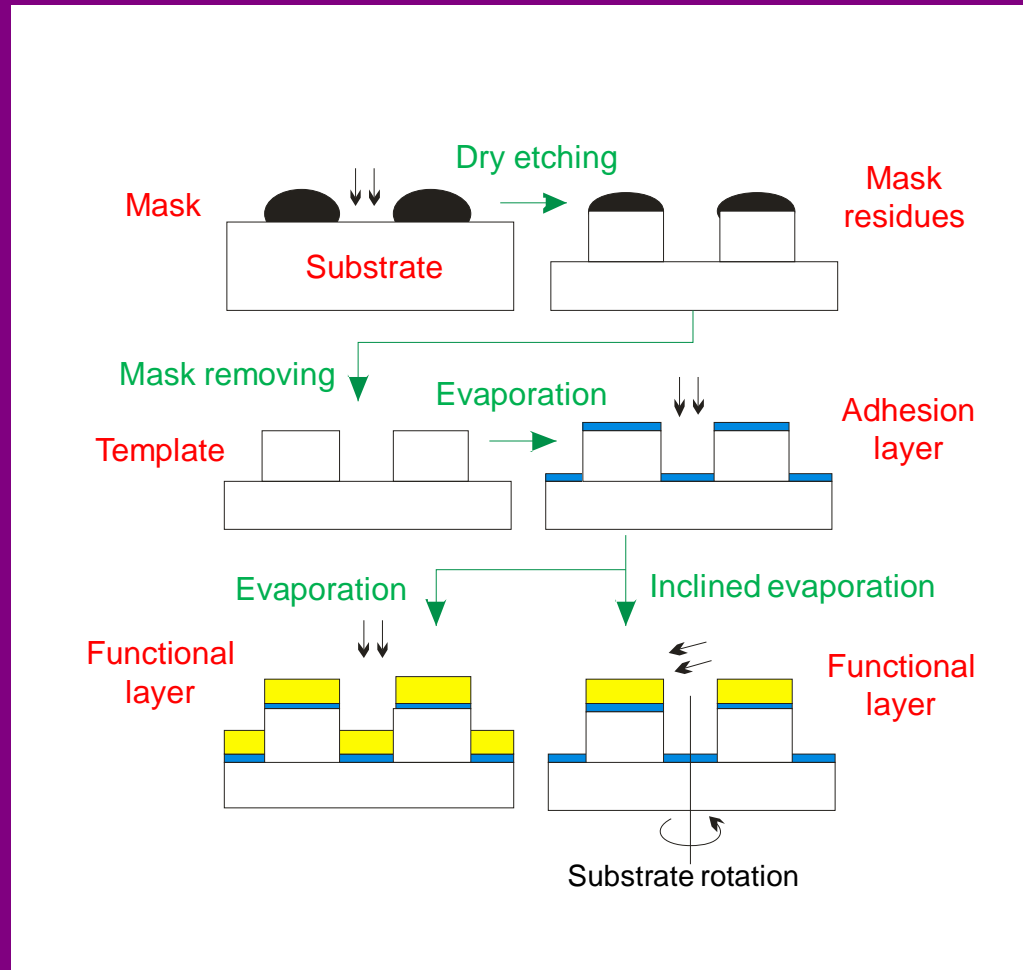 Dry etching
Mask
Mask
residues
Substrate
Mask removing
Evaporation
Adhesion
layer
Template
Evaporation
Inclined evaporation
Functional
layer
Functional
layer
Substrate rotation